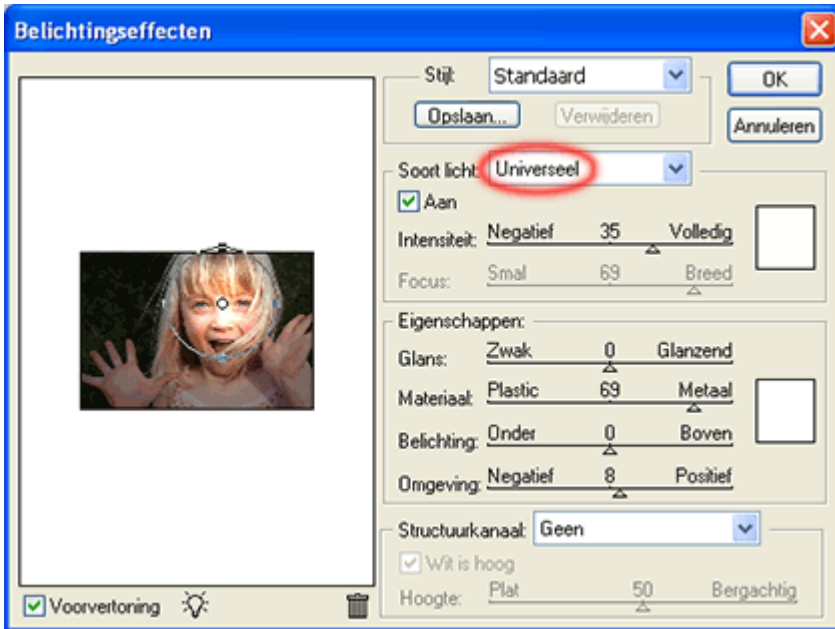 Belichtingseffecten
Stijl: Standaard
OK
Opslaan... Verwijderen
Annuleren
Soort licht: Universeel
Aan
Intensiteit: Negatief 35 Volledig
Focus: Smal 69 Breed
Eigenschappen:
Glans: Zwak 0 Glanzend
Materiaal: Plastic 69 Metaal
Belichting: Onder 0 Boven
Omgeving: Negatief 8 Positief
Structuurkanaal: Geen
Wit is hoog
Hoogte: Plat 50 Bergachtig
Voorvertoning